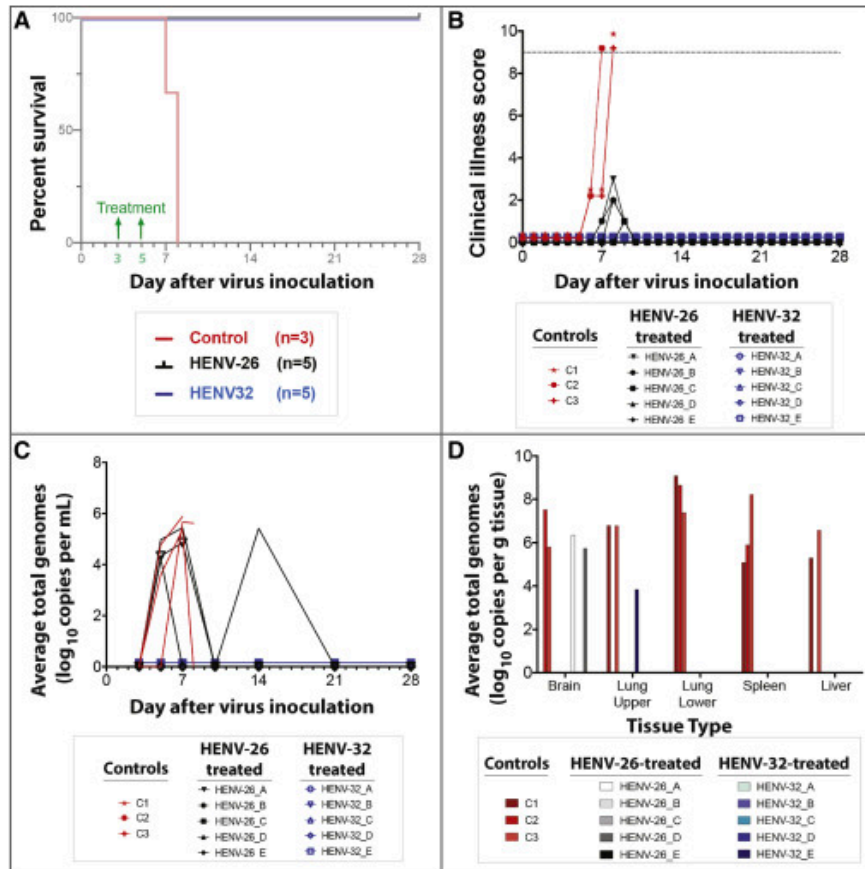 A
Percent survival
100
50
0
Treatment
3 5 7 14 21 28
Day after virus inoculation
Control (n=3)
HENV-26 (n=5)
HENV32 (n=5)
B
Clinical illness score
10
8
6
4
2
0
0 7 14 21 28
Day after virus inoculation
Controls
C1
C2
C3
HENV-26
treated
HENV-26_A
HENV-26_B
HENV-26_C
HENV-26_D
HENV-26_E
HENV-32
treated
HENV-32_A
HENV-32_B
HENV-32_C
HENV-32_D
HENV-32_E
C
Average total genomes
(log10 copies per mL)
8
6
4
2
0
0 7 14 21 28
Day after virus inoculation
Controls
C1
C2
C3
HENV-26
treated
HENV-26_A
HENV-26_B
HENV-26_C
HENV-26_D
HENV-26_E
HENV-32
treated
HENV-32_A
HENV-32_B
HENV-32_C
HENV-32_D
HENV-32_E
D
Average total genomes
(log10 copies per g tissue)
10
8
6
4
2
0
Brain
Lung
Upper
Lung
Lower
Spleen
Liver
Tissue Type
Controls
C1
C2
C3
HENV-26-treated
HENV-26_A
HENV-26_B
HENV-26_C
HENV-26_D
HENV-26_E
HENV-32-treated
HENV-32_A
HENV-32_B
HENV-32_C
HENV-32_D
HENV-32_E